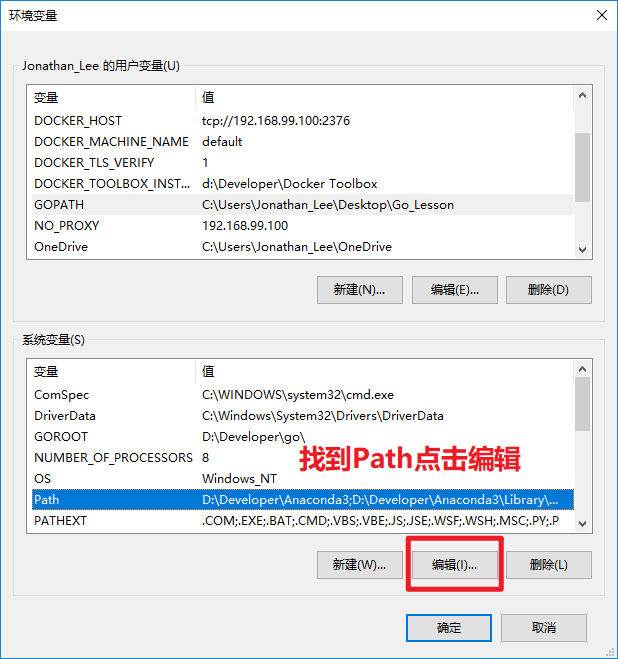 环境变量
Jonathan_Lee 的用户变量(U)
变量 值
DOCKER_HOST tcp://192.168.99.100:2376
DOCKER_MACHINE_NAME default
DOCKER_TLS_VERIFY 1
DOCKER_TOOLBOX_INST... d:\Developer\Docker Toolbox
GOPATH C:\Users\Jonathan_Lee\Desktop\Go_Lesson
NO_PROXY 192.168.99.100
OneDrive C:\Users\Jonathan_Lee\OneDrive
新建(N)... 编辑(E)... 删除(D)
系统变量(S)
变量 值
ComSpec C:\WINDOWS\system32\cmd.exe
DriverData C:\Windows\System32\Drivers\DriverData
GOROOT D:\Developer\go\
NUMBER_OF_PROCESSORS 8
找到Path点击编辑
OS Windows_NT
Path D:\Developer\Anaconda3;D:\Developer\Anaconda3\Library\...
PATHEXT .COM;.EXE;.BAT;.CMD;.VBS;.VBE;.JS;.JSE;.WSF;.WSH;.MSC;.PY;.P
新建(W)... 编辑(I)... 删除(L)
确定 取消